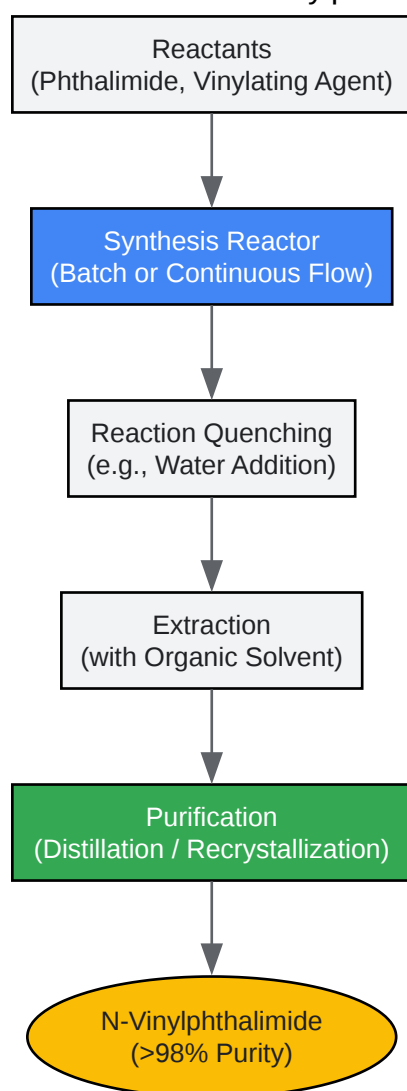 Reactants
(Phthalimide, Vinylating Agent)
Synthesis Reactor
(Batch or Continuous Flow)
Reaction Quenching
(e.g., Water Addition)
Extraction
(with Organic Solvent)
Purification
(Distillation / Recrystallization)
N-Vinylphthalimide
(>98% Purity)